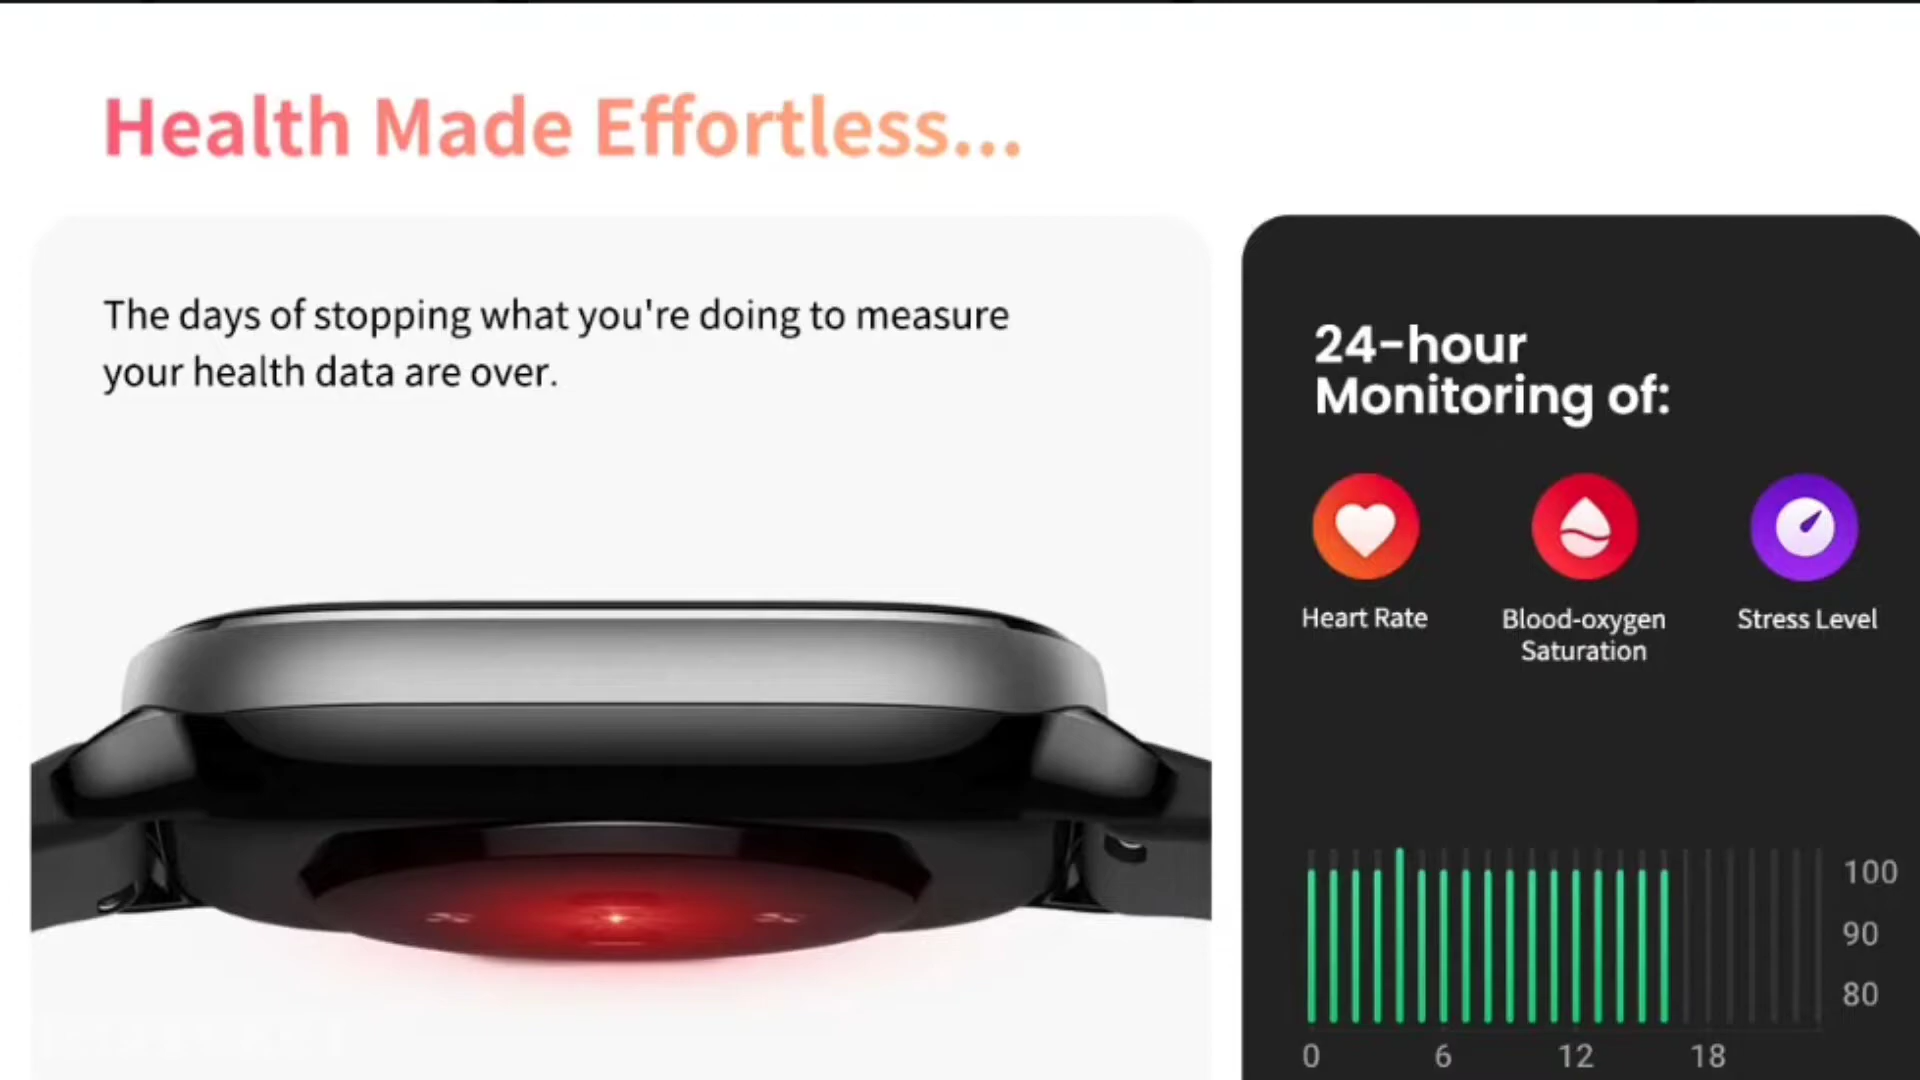 Health Made Effortless...
The days of stopping what you're doing to measure
your health data are over.
24-hour
Monitoring of:
Heart Rate
Blood-oxygen
Saturation
Stress Level
100
90
80
0 6 12 18